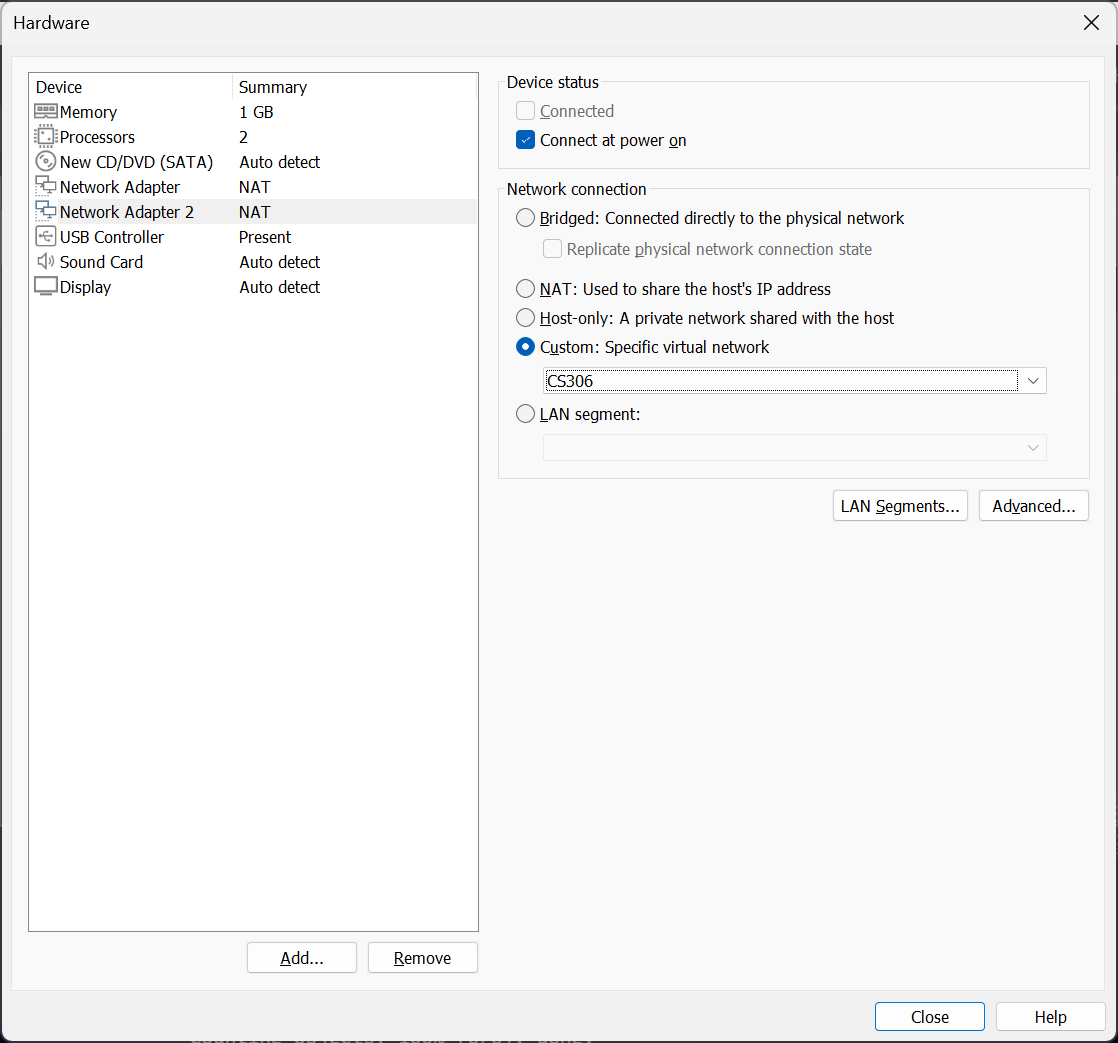 Hardware
Device Summary
Memory 1 GB
Processors 2
New CD/DVD (SATA) Auto detect
Network Adapter NAT
Network Adapter 2 NAT
USB Controller Present
Sound Card Auto detect
Display Auto detect
Add...
Remove
Device status
Connected
Connect at power on
Network connection
Bridged: Connected directly to the physical network
Replicate physical network connection state
NAT: Used to share the host's IP address
Host-only: A private network shared with the host
Custom: Specific virtual network
CS306
LAN segment:
LAN Segments...
Advanced...
Close
Help